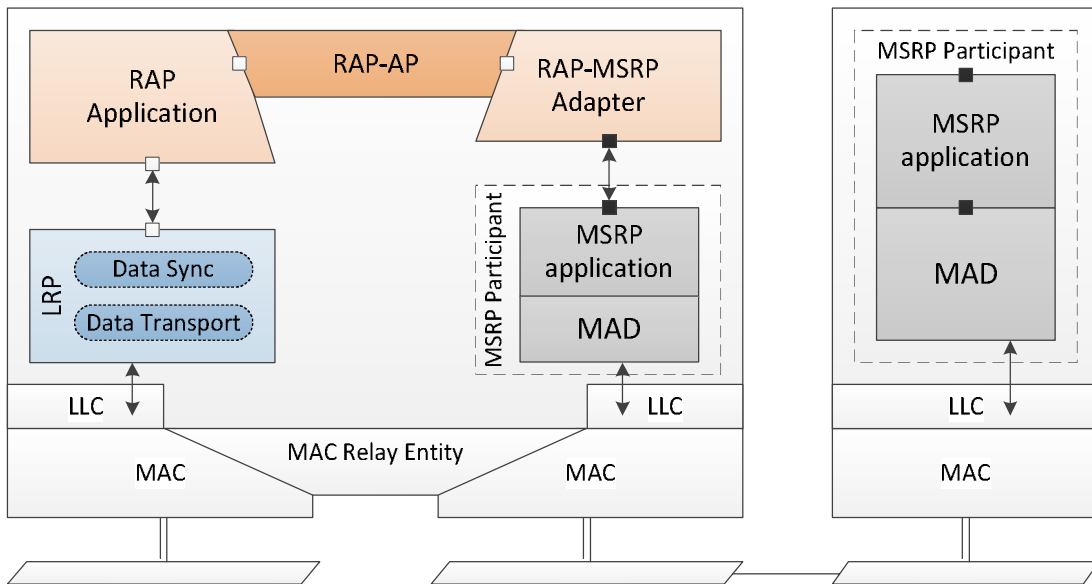 RAP
Application
RAP-AP
RAP-MSRP
Adapter
LRP
Data Sync
Data Transport
MSRP Participant
MSRP
application
MAD
LLC
LLC
MAC Relay Entity
MAC
MAC
MSRP Participant
MSRP
application
MAD
LLC
MAC